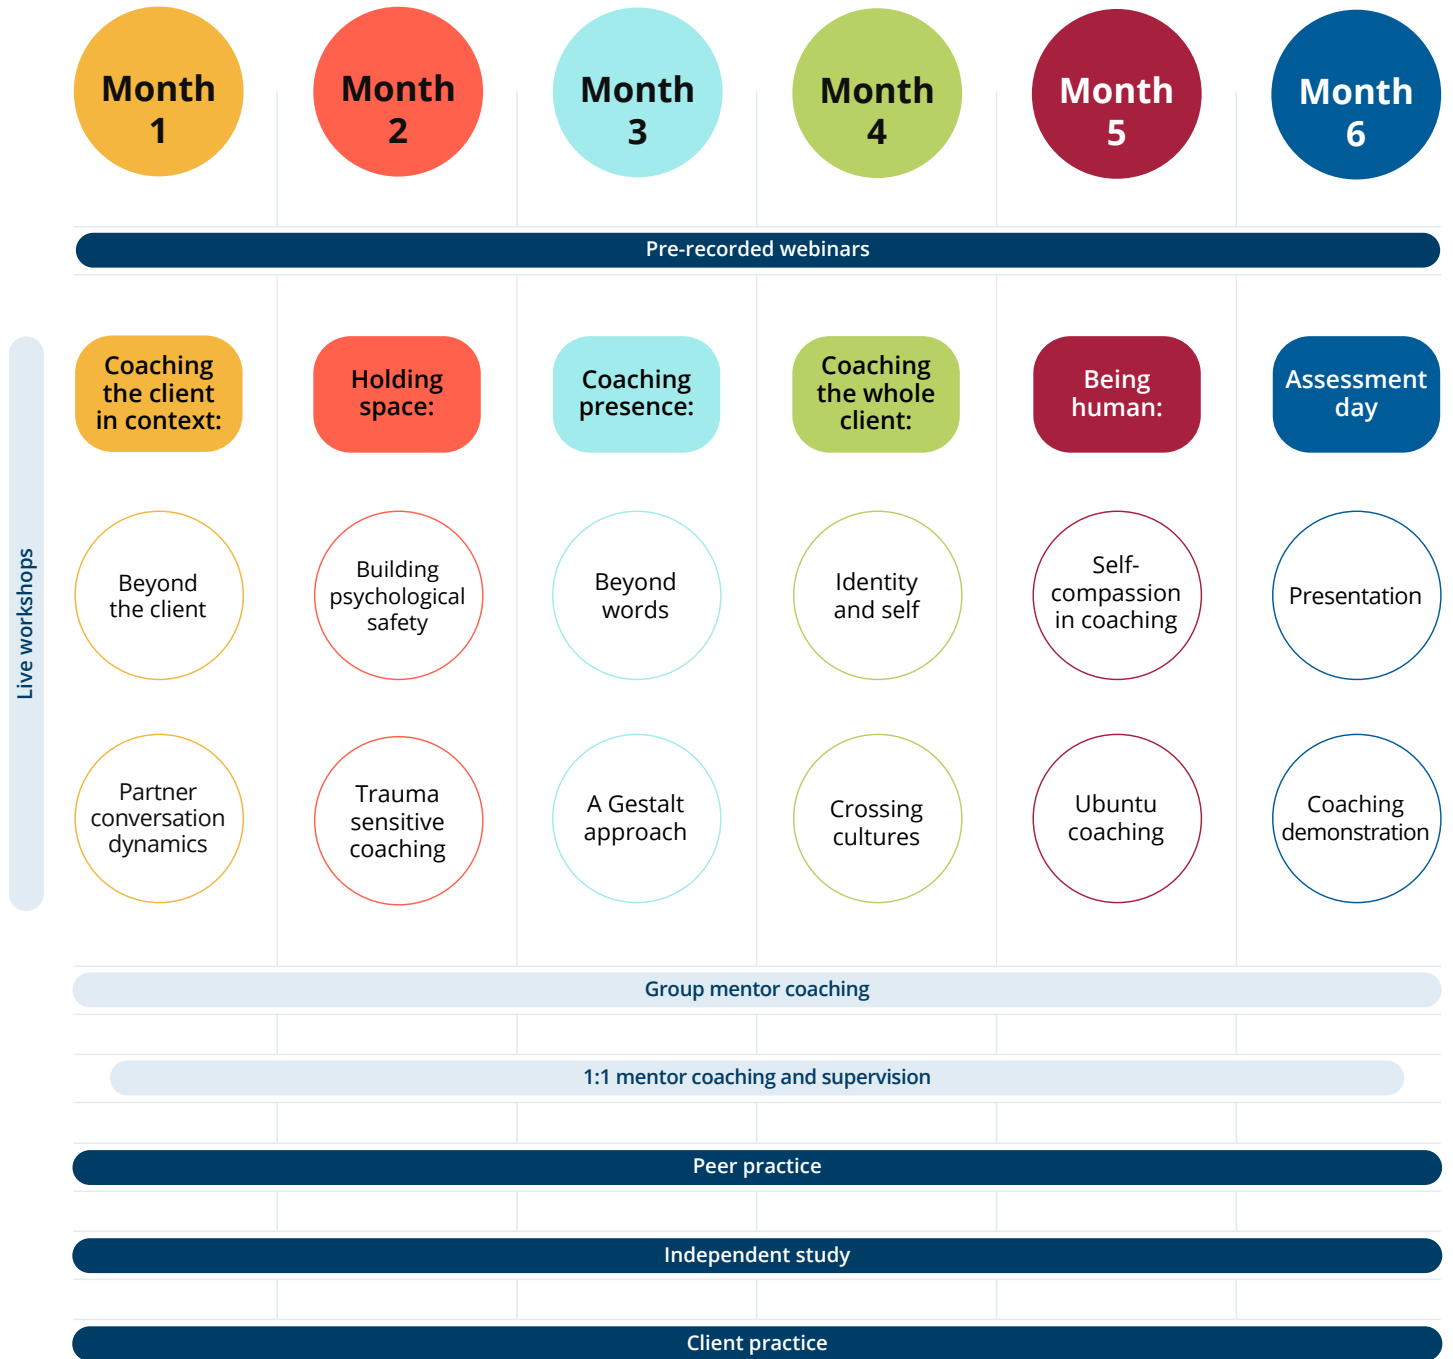 Month
1
Month
2
Month
3
Month
4
Month
5
Month
6
Pre-recorded webinars
Live workshops
Coaching
the client
in context:
Holding
space:
Coaching
presence:
Coaching
the whole
client:
Being
human:
Assessment
day
Beyond
the client
Building
psychological
safety
Beyond
words
Identity
and self
Self-
compassion
in coaching
Presentation
Partner
conversation
dynamics
Trauma
sensitive
coaching
A Gestalt
approach
Crossing
cultures
Ubuntu
coaching
Coaching
demonstration
Group mentor coaching
1:1 mentor coaching and supervision
Peer practice
Independent study
Client practice